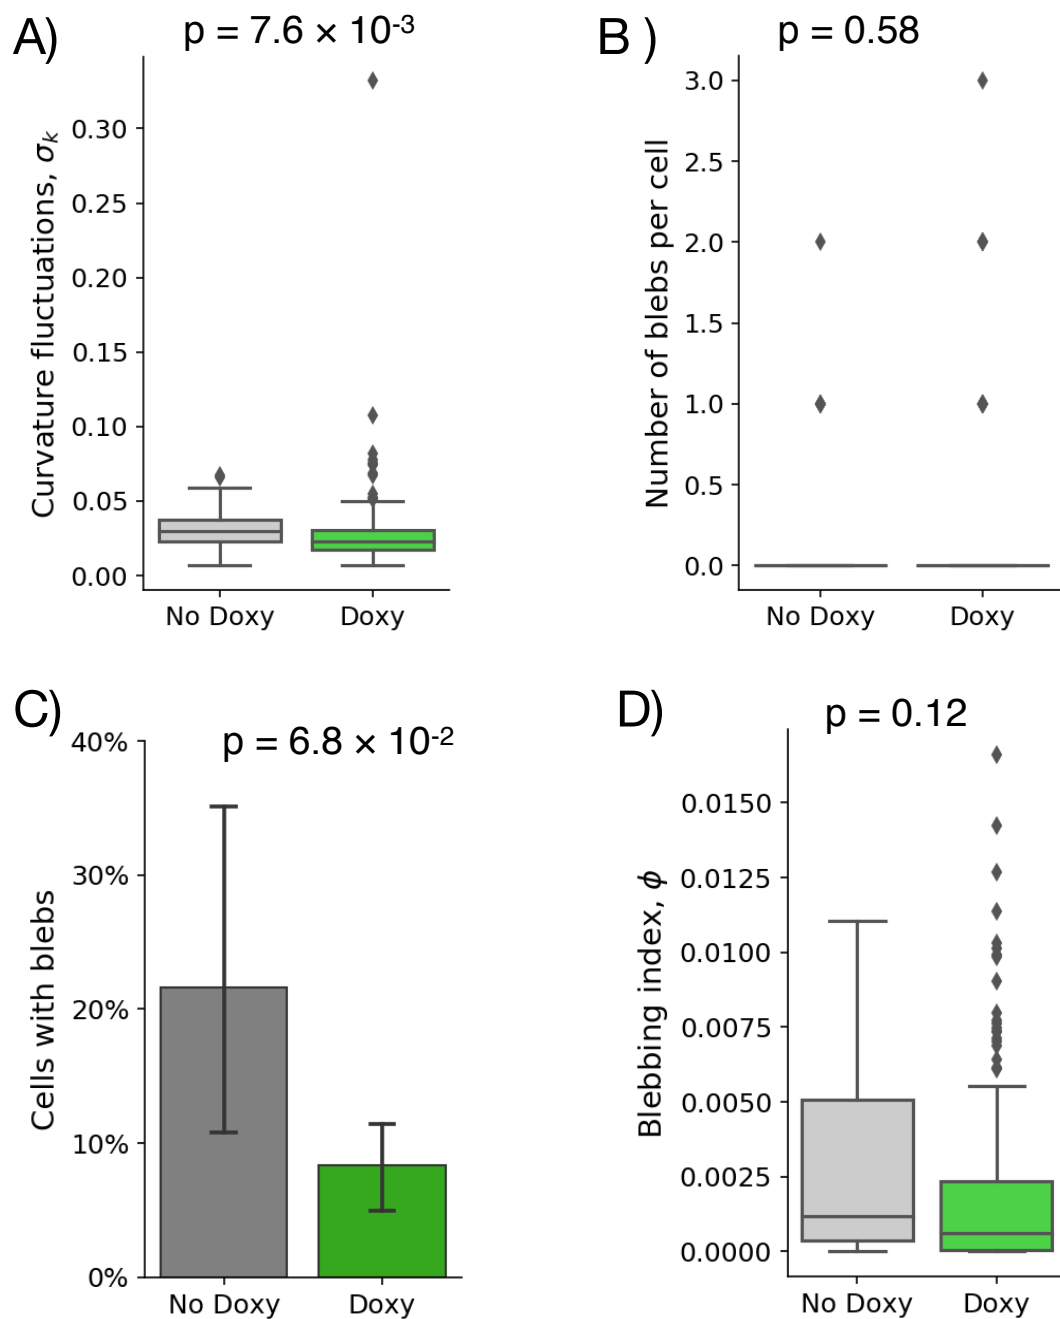 A)
p = 7.6 × 10-3
Curvature fluctuations, σk
0.30
0.25
0.20
0.15
0.10
0.05
0.00
No Doxy
Doxy
B )
p = 0.58
Number of blebs per cell
3.0
2.5
2.0
1.5
1.0
0.5
0.0
No Doxy
Doxy
C)
p = 6.8 × 10-2
Cells with blebs
40%
30%
20%
10%
0%
No Doxy
Doxy
D)
p = 0.12
Blebbing index, ϕ
0.0150
0.0125
0.0100
0.0075
0.0050
0.0025
0.0000
No Doxy
Doxy